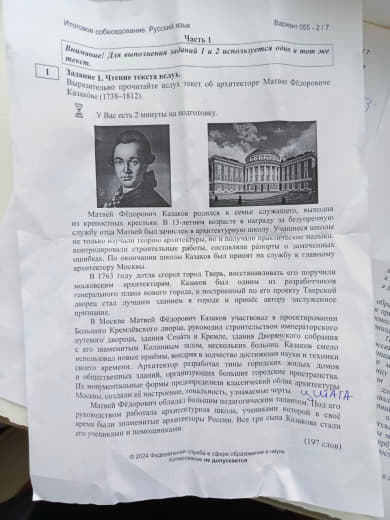 Итоговое собеседование. Русский язык
Вариант 055 - 2 / 7
Часть 1
Внимание! Для выполнения заданий 1 и 2 используется один и тот же
текст.
1
Задание 1. Чтение текста вслух.
Выразительно прочитайте вслух текст об архитекторе Матвее Фёдоровиче
Казакове (1738–1812).
У Вас есть 2 минуты на подготовку.
Матвей Фёдорович Казаков родился в семье служащего, выходца
из крепостных крестьян. В 13-летнем возрасте в награду за безупречную
службу отца Матвей был зачислен в архитектурную школу. Учащиеся школы
не только изучали теорию архитектуры, но и получали практические навыки:
контролировали строительные работы, составляли рапорты о замеченных
ошибках. По окончании школы Казаков был принят на службу к главному
архитектору Москвы.
В 1763 году дотла сгорел город Тверь, восстанавливать его поручили
московским архитекторам. Казаков был одним из разработчиков
генерального плана нового города, а построенный по его проекту Тверской
дворец стал лучшим зданием в городе и принёс автору заслуженное
признание.
В Москве Матвей Фёдорович Казаков участвовал в проектировании
Большого Кремлёвского дворца, руководил строительством императорского
путевого дворца, здания Сената в Кремле, здания Дворянского собрания
с его знаменитым Колонным залом, нескольких больниц. Казаков смело
использовал новые приёмы, внедряя в зодчество достижения науки и техники
своего времени. Архитектор разработал типы городских жилых домов
и общественных зданий, организующих большие городские пространства.
Их монументальные формы предопределили классический облик архитектуры
Москвы, создали её настроение, тональность, узнаваемые черты. ЦИТАТА
Матвей Фёдорович обладал большим педагогическим талантом. Под его
руководством работала архитектурная школа, учениками которой в своё
время были знаменитые архитекторы России. Все три сына Казакова стали
его учениками и помощниками.
(197 слов)
© 2024 Федеральная служба в сфере образования и науки
Копирование не допускается